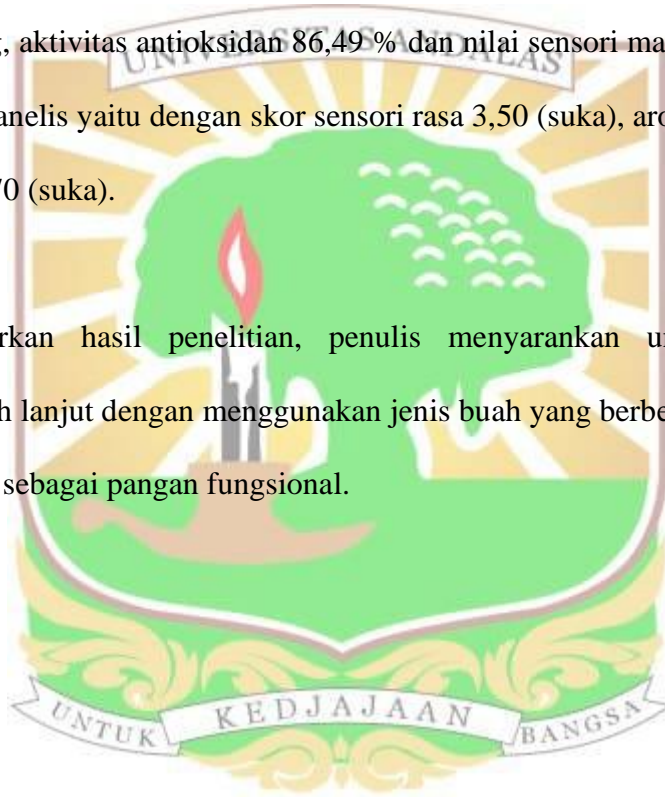 , aktivitas antioksidan 86,49 % dan nilai sensori ma
UNIVERSITAS ANDALAS
anelis yaitu dengan skor sensori rasa 3,50 (suka), aro
70 (suka).
rkan hasil penelitian, penulis menyarankan u
h lanjut dengan menggunakan jenis buah yang berbe
sebagai pangan fungsional.
UNTUK KEDJAJAAN BANGSA